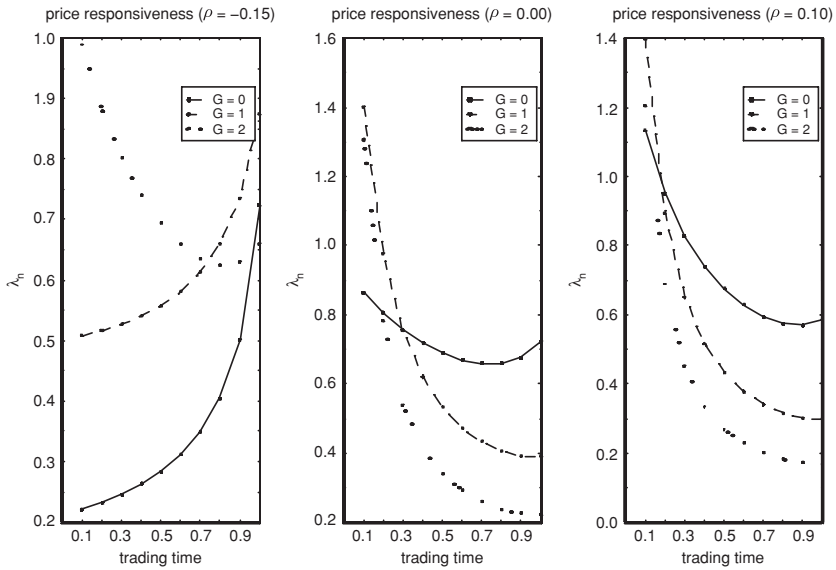 price responsiveness (ρ = −0.15)
1.0
1.9
0.8
0.7
0.6
0.5
0.4
0.3
0.2
λn
G = 0
G = 1
G = 2
0.1 0.3 0.5 0.7 0.9
trading time
price responsiveness (ρ = 0.00)
1.6
1.4
1.2
1.0
0.8
0.6
0.4
0.2
λn
G = 0
G = 1
G = 2
0.1 0.3 0.5 0.7 0.9
trading time
price responsiveness (ρ = 0.10)
1.4
1.2
1.0
0.8
0.6
0.4
0.2
0.0
λn
G = 0
G = 1
G = 2
0.1 0.3 0.5 0.7 0.9
trading time